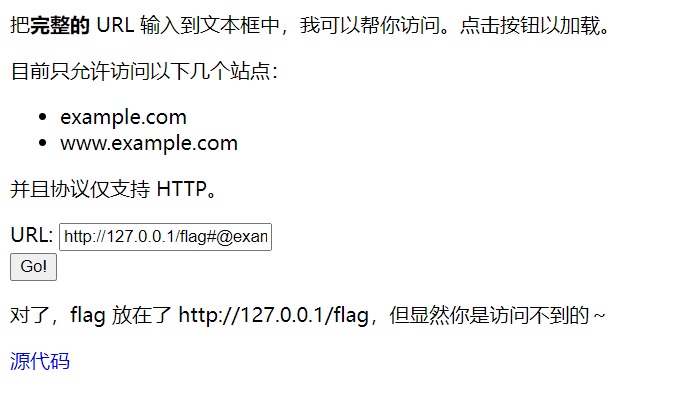 把完整的 URL 输入到文本框中，我可以帮你访问。点击按钮以加载。
目前只允许访问以下几个站点：
• example.com
• www.example.com
并且协议仅支持 HTTP。
URL: http://127.0.0.1/flag#@exam
Go!
对了，flag 放在了 http://127.0.0.1/flag，但显然你是访问不到的～
源代码